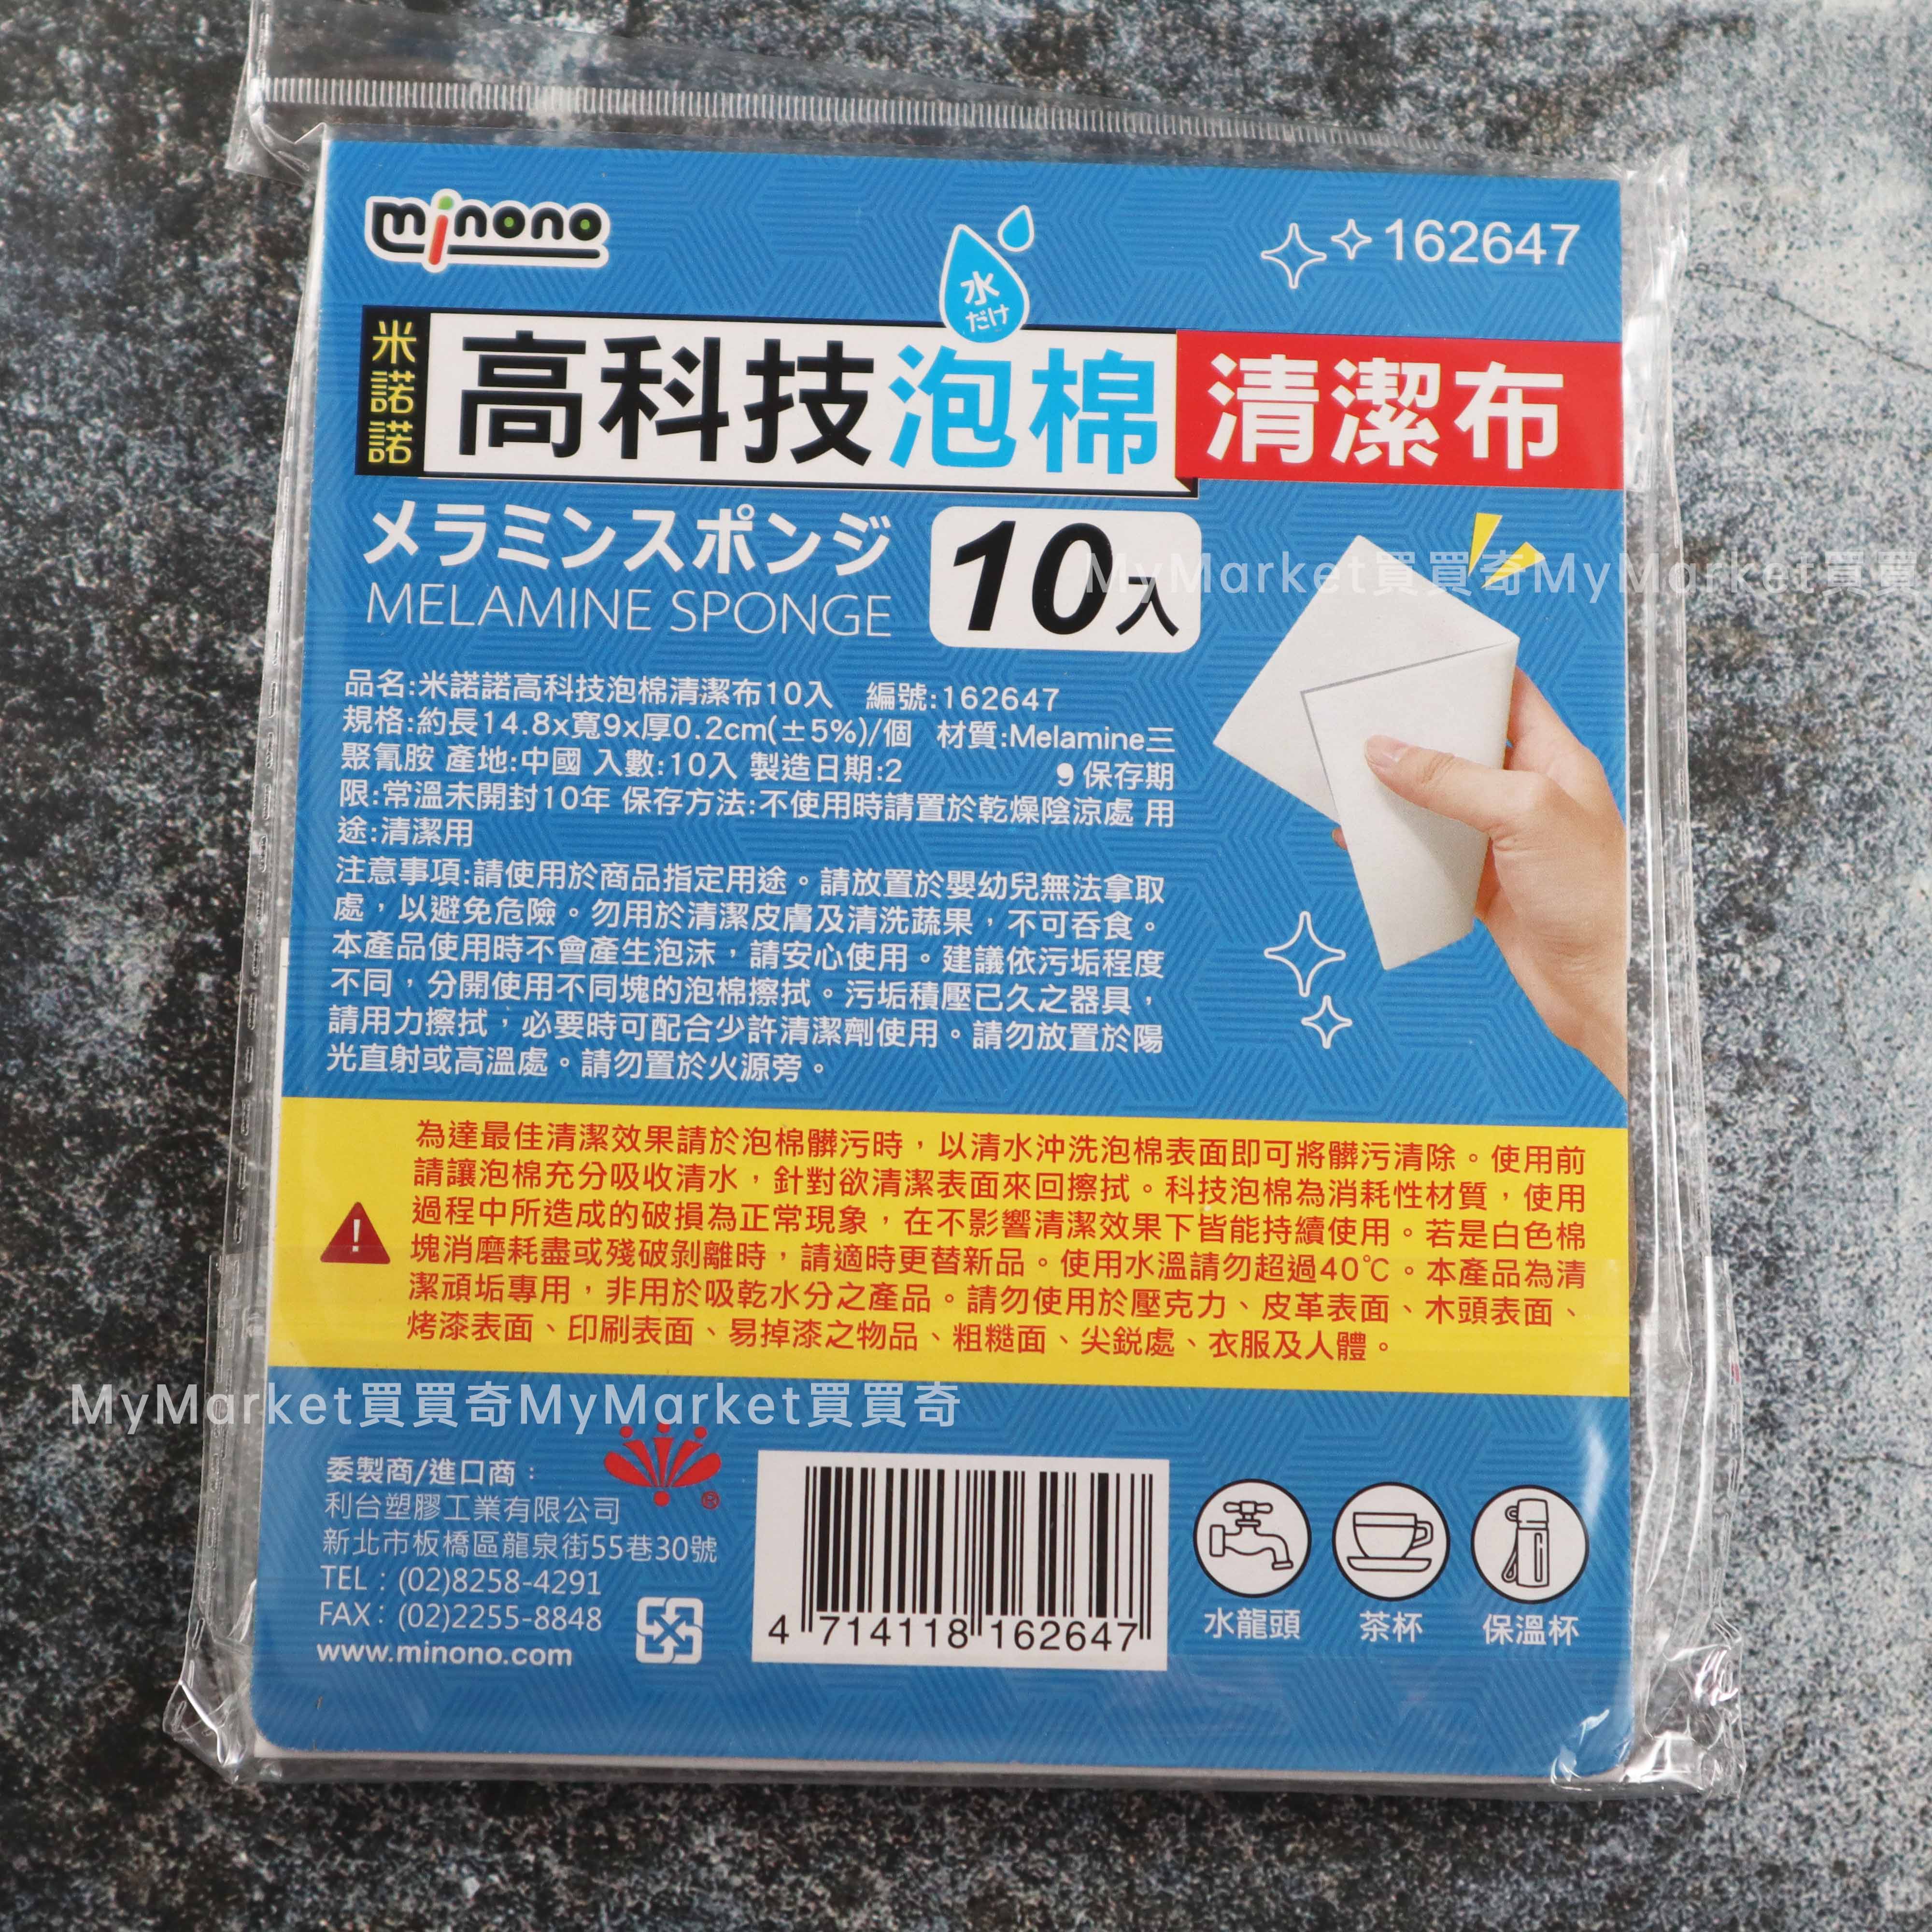 minono
162647
水
だけ
米諾諾
高科技泡棉清潔布
メラミンスポンジ
MELAMINE SPONGE
10入
MyMarket買買奇MyMarket買買
品名:米諾諾高科技泡棉清潔布10入 編號:162647
規格:約長14.8x寬9x厚0.2cm(±5%)/個 材質:Melamine三
聚氰胺 產地:中國 入數:10入 製造日期:2 9保存期
限:常溫未開封10年 保存方法:不使用時請置於乾燥陰涼處 用
途:清潔用
注意事項:請使用於商品指定用途。請放置於嬰幼兒無法拿取
處，以避免危險。勿用於清潔皮膚及清洗蔬果，不可吞食。
本產品使用時不會產生泡沫，請安心使用。建議依污垢程度
不同，分開使用不同塊的泡棉擦拭。污垢積壓已久之器具，
請用力擦拭，必要時可配合少許清潔劑使用。請勿放置於陽
光直射或高溫處。請勿置於火源旁。
為達最佳清潔效果請於泡棉髒污時，以清水沖洗泡棉表面即可將髒污清除。使用前
請讓泡棉充分吸收清水，針對欲清潔表面來回擦拭。科技泡棉為消耗性材質，使用
過程中所造成的破損為正常現象，在不影響清潔效果下皆能持續使用。若是白色棉
塊消磨耗盡或殘破剝離時，請適時更替新品。使用水溫請勿超過40℃。本產品為清
潔頑垢專用，非用於吸乾水分之產品。請勿使用於壓克力、皮革表面、木頭表面、
烤漆表面、印刷表面、易掉漆之物品、粗糙面、尖銳處、衣服及人體。
MyMarket買買奇MyMarket買買奇
委製商/進口商：
®
利台塑膠工業有限公司
新北市板橋區龍泉街55巷30號
TEL：(02)8258-4291
FAX：(02)2255-8848
www.minono.com
4 714118 162647
水龍頭 茶杯 保溫杯